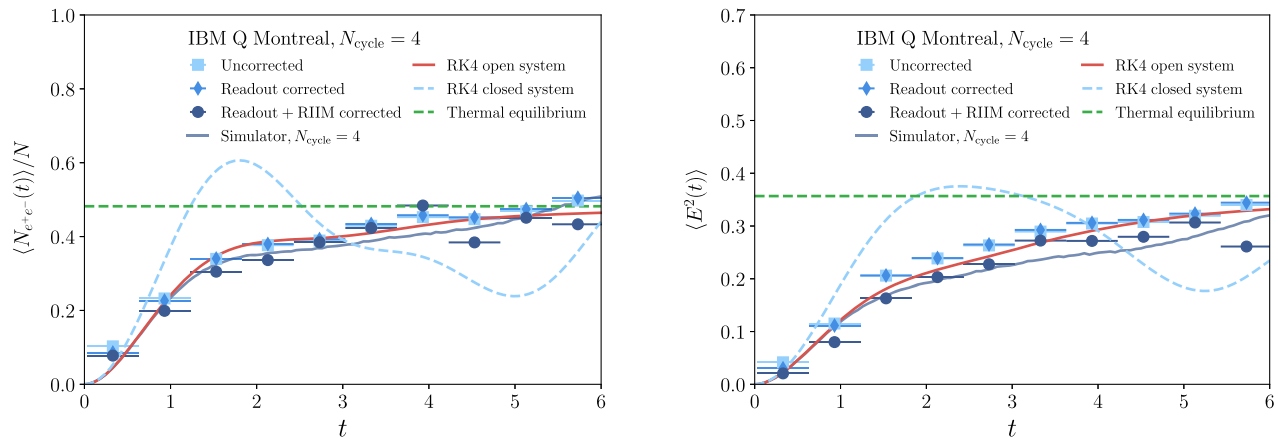 IBM Q Montreal, N_cycle = 4
Uncorrected
Readout corrected
Readout + RIIM corrected
Simulator, N_cycle = 4
RK4 open system
RK4 closed system
Thermal equilibrium
⟨N_{e⁺e⁻}(t)⟩/N
1.0
0.8
0.6
0.4
0.2
0.0
0 1 2 3 4 5 6
t
IBM Q Montreal, N_cycle = 4
Uncorrected
Readout corrected
Readout + RIIM corrected
Simulator, N_cycle = 4
RK4 open system
RK4 closed system
Thermal equilibrium
⟨E²(t)⟩
0.7
0.6
0.5
0.4
0.3
0.2
0.1
0.0
0 1 2 3 4 5 6
t